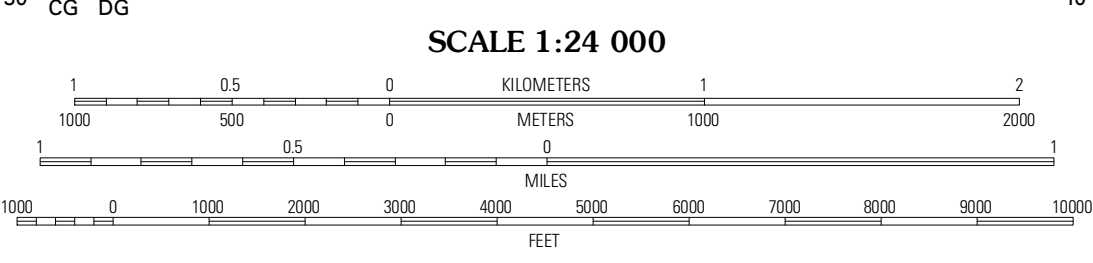 CG DG
SCALE 1:24 000
1 0.5 0 KILOMETERS 1 2
1000 500 0 METERS 1000 2000
1 0.5 0 1
MILES
1000 0 1000 2000 3000 4000 5000 6000 7000 8000 9000 10000
FEET